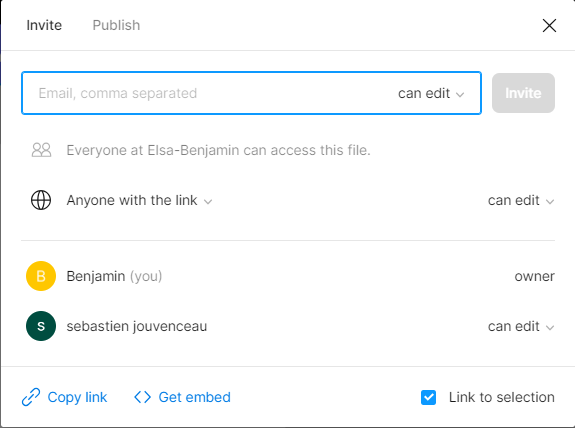 Invite Publish
Email, comma separated can edit Invite
Everyone at Elsa-Benjamin can access this file.
Anyone with the link can edit
B Benjamin (you) owner
s sebastien jouvenceau can edit
Copy link Get embed Link to selection